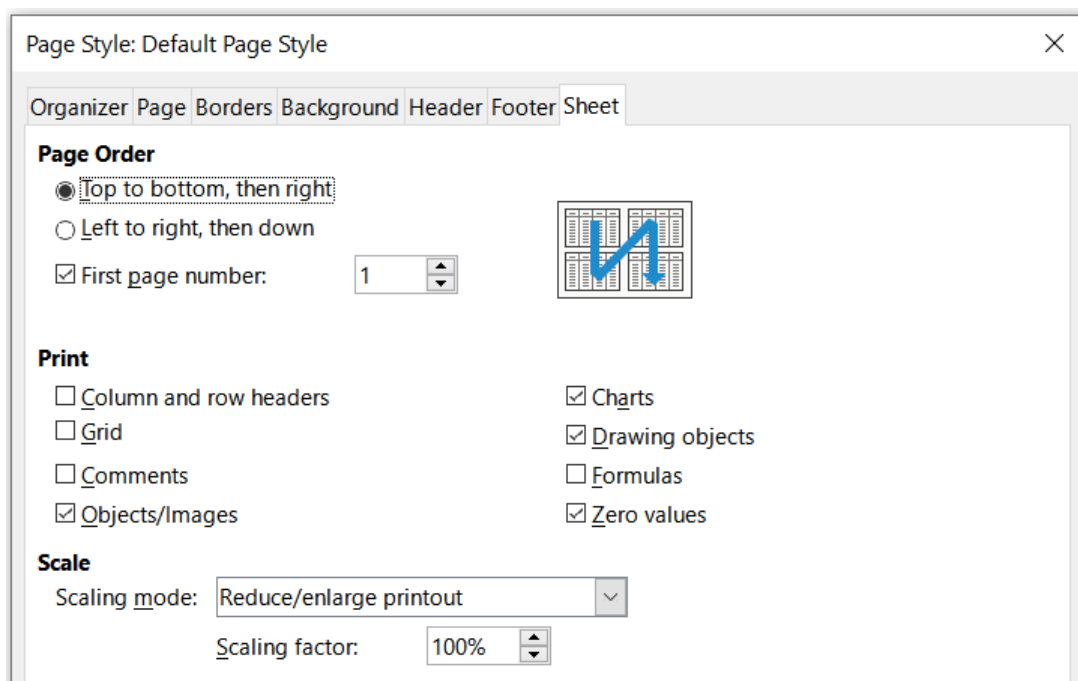 Page Style: Default Page Style
Organizer Page Borders Background Header Footer Sheet
Page Order
Top to bottom, then right
Left to right, then down
First page number: 1
Print
Column and row headers
Charts
Grid
Drawing objects
Comments
Formulas
Objects/Images
Zero values
Scale
Scaling mode: Reduce/enlarge printout
Scaling factor: 100%